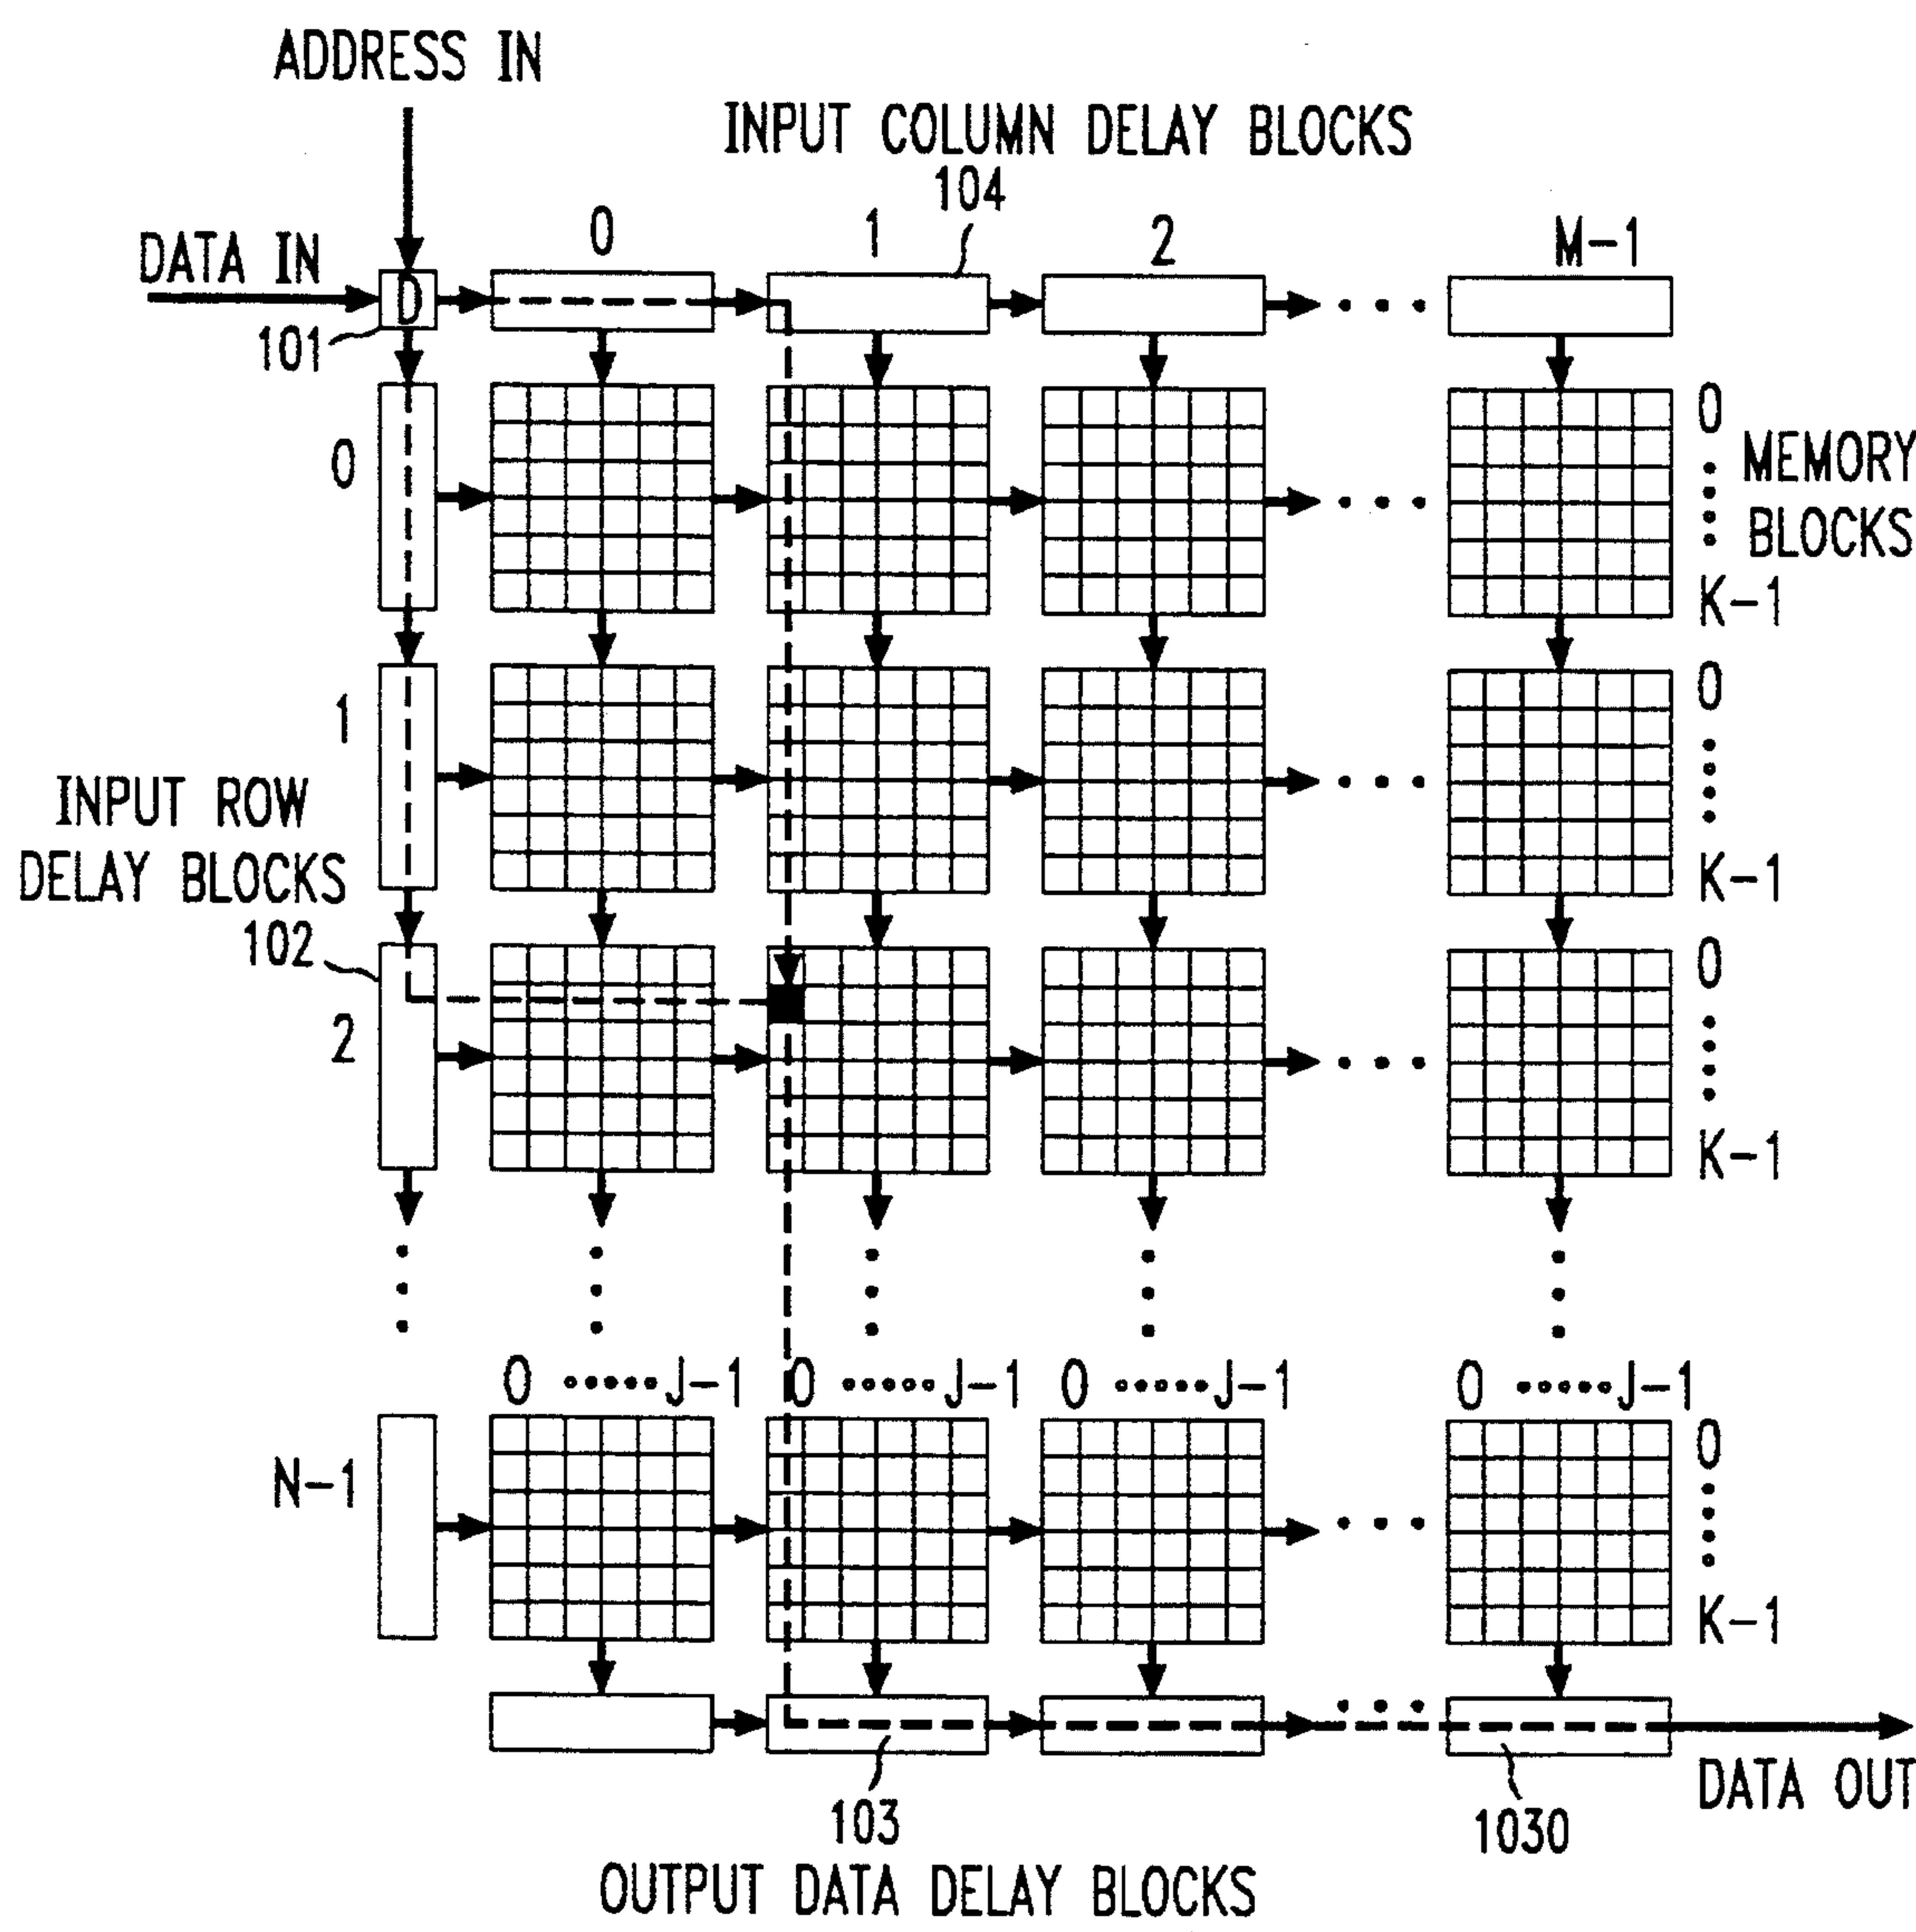 ADDRESS IN
INPUT COLUMN DELAY BLOCKS
104
DATA IN
D
101
0
1
2
M-1
0
0
MEMORY
BLOCKS
K-1
1
0
INPUT ROW
DELAY BLOCKS
K-1
102
2
0
K-1
0 ..... J-1
0 ..... J-1
0 ..... J-1
0 ..... J-1
N-1
0
K-1
103
1030
DATA OUT
OUTPUT DATA DELAY BLOCKS